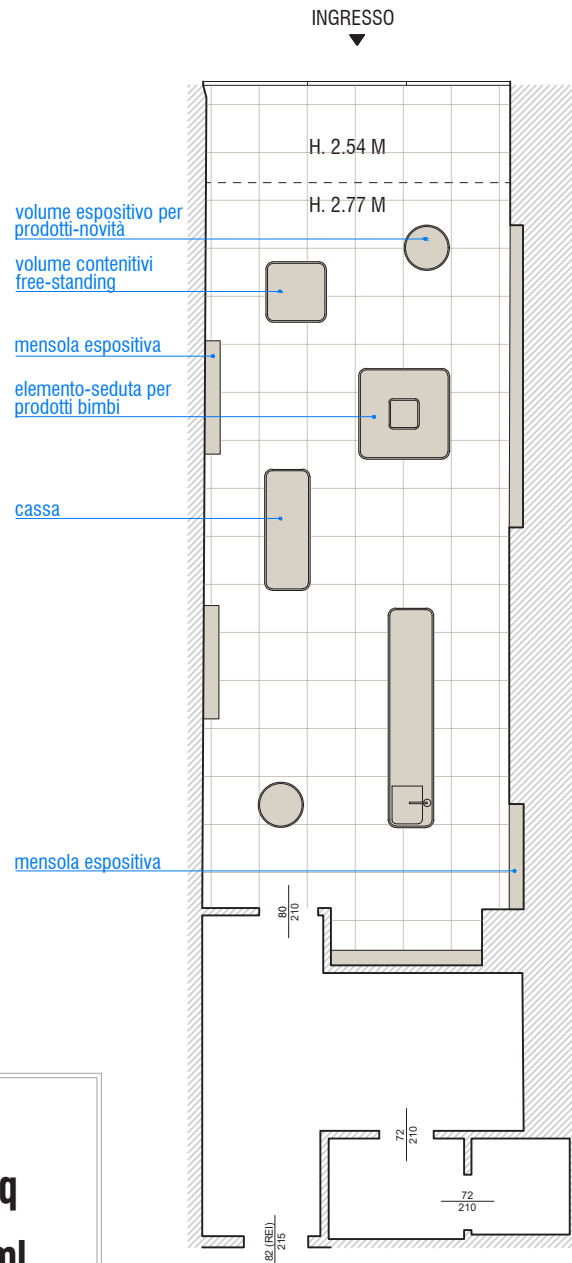 INGRESSO
H. 2.54 M
H. 2.77 M
volume espositivo per
prodotti-novità
volume contenitivi
free-standing
mensola espositiva
elemento-seduta per
prodotti bimbi
cassa
mensola espositiva
80
210
72
210
72
210
82 (REI)
215
q
ml